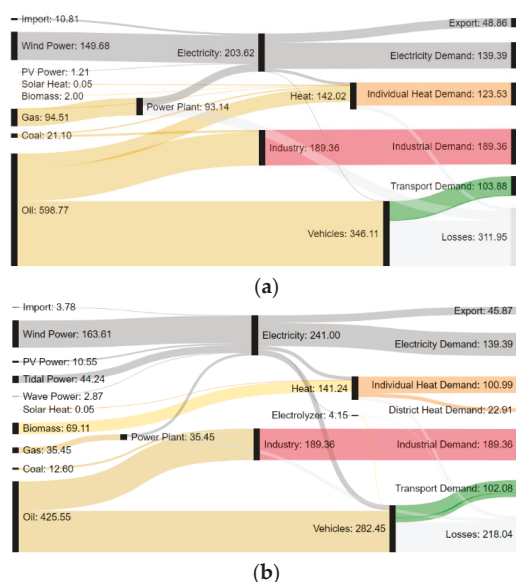 Import: 10.81
Export: 48.86
Wind Power: 149.68
Electricity: 203.62
Electricity Demand: 139.39
PV Power: 1.21
Solar Heat: 0.05
Biomass: 2.00
Heat: 142.02
Individual Heat Demand: 123.53
Gas: 94.51
Power Plant: 93.14
Coal: 21.10
Industry: 189.36
Industrial Demand: 189.36
Transport Demand: 103.88
Oil: 598.77
Vehicles: 346.11
Losses: 311.95
(a)
Import: 3.78
Export: 45.87
Wind Power: 163.61
Electricity: 241.00
Electricity Demand: 139.39
PV Power: 10.55
Tidal Power: 44.24
Wave Power: 2.87
Solar Heat: 0.05
Heat: 141.24
Individual Heat Demand: 100.99
District Heat Demand: 22.91
Biomass: 69.11
Electrolyzer: 4.15
Gas: 35.45
Power Plant: 35.45
Industry: 189.36
Industrial Demand: 189.36
Coal: 12.60
Transport Demand: 102.08
Oil: 425.55
Vehicles: 282.45
Losses: 218.04
(b)